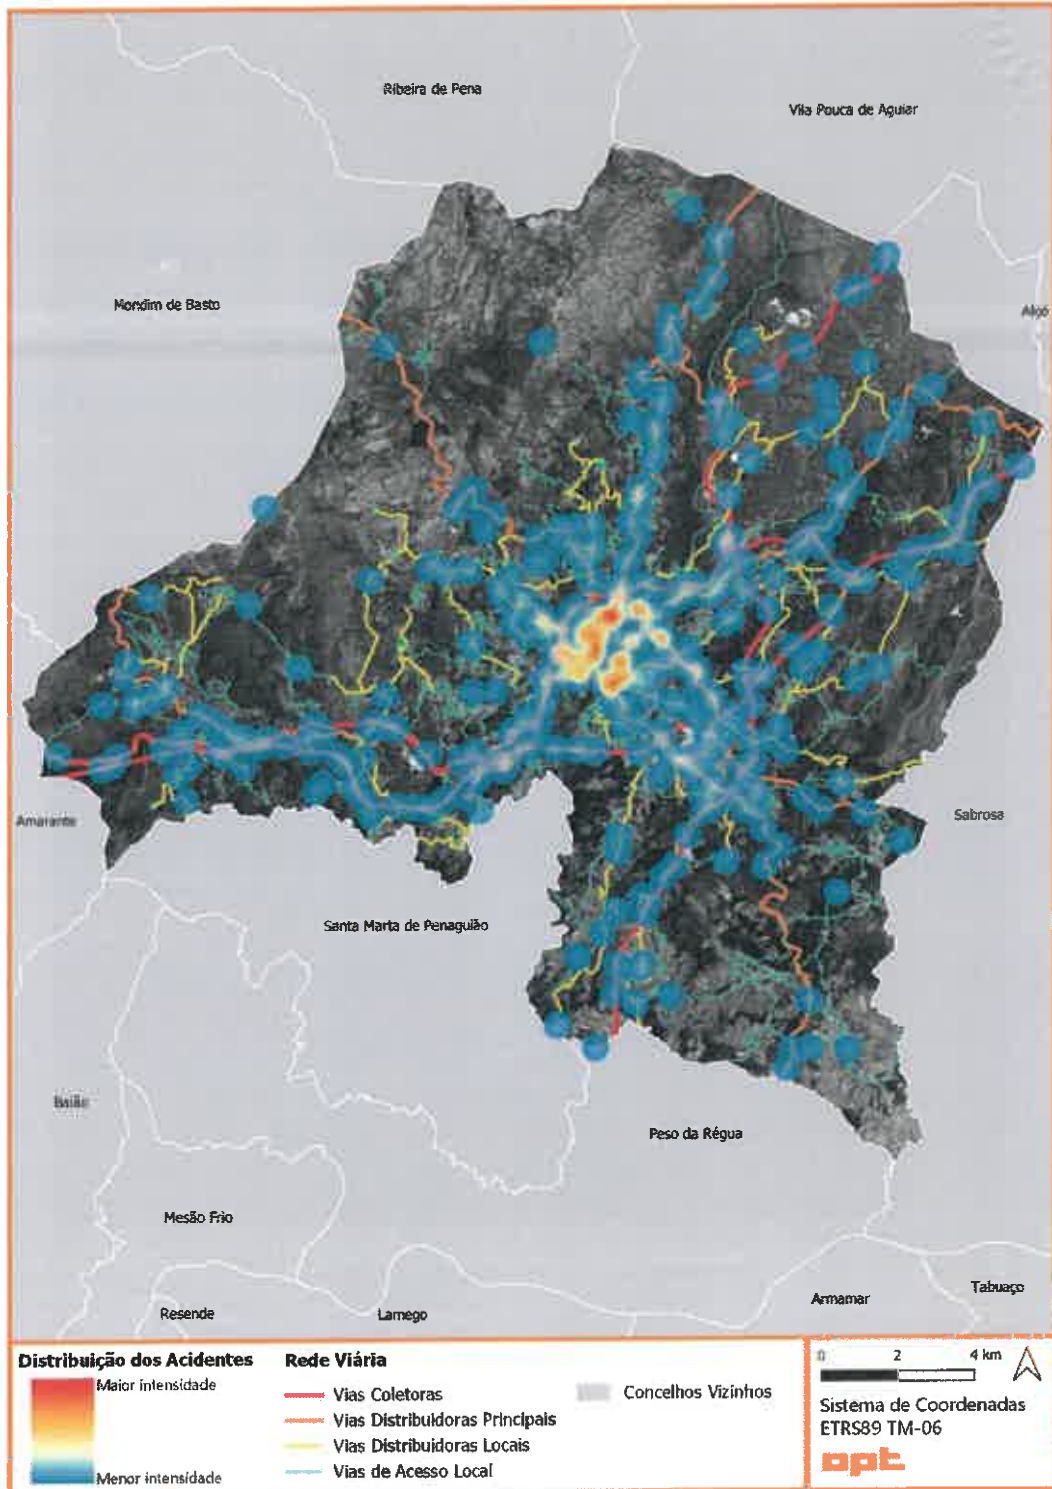 Ribeira de Pena
Vila Pouca de Aguiar
Mondim de Basto
Alijó
Amarante
Sabrosa
Santa Marta de Penaguião
Baião
Peso da Régua
Mesão Frio
Tabuaço
Armamar
Resende
Lamego
Distribuição dos Acidentes
Maior intensidade
Menor intensidade
Rede Viária
Vias Coletoras
Vias Distribuidoras Principais
Vias Distribuidoras Locais
Vias de Acesso Local
Concelhos Vizinhos
0 2 4 km
Sistema de Coordenadas
ETRS89 TM-06
opt